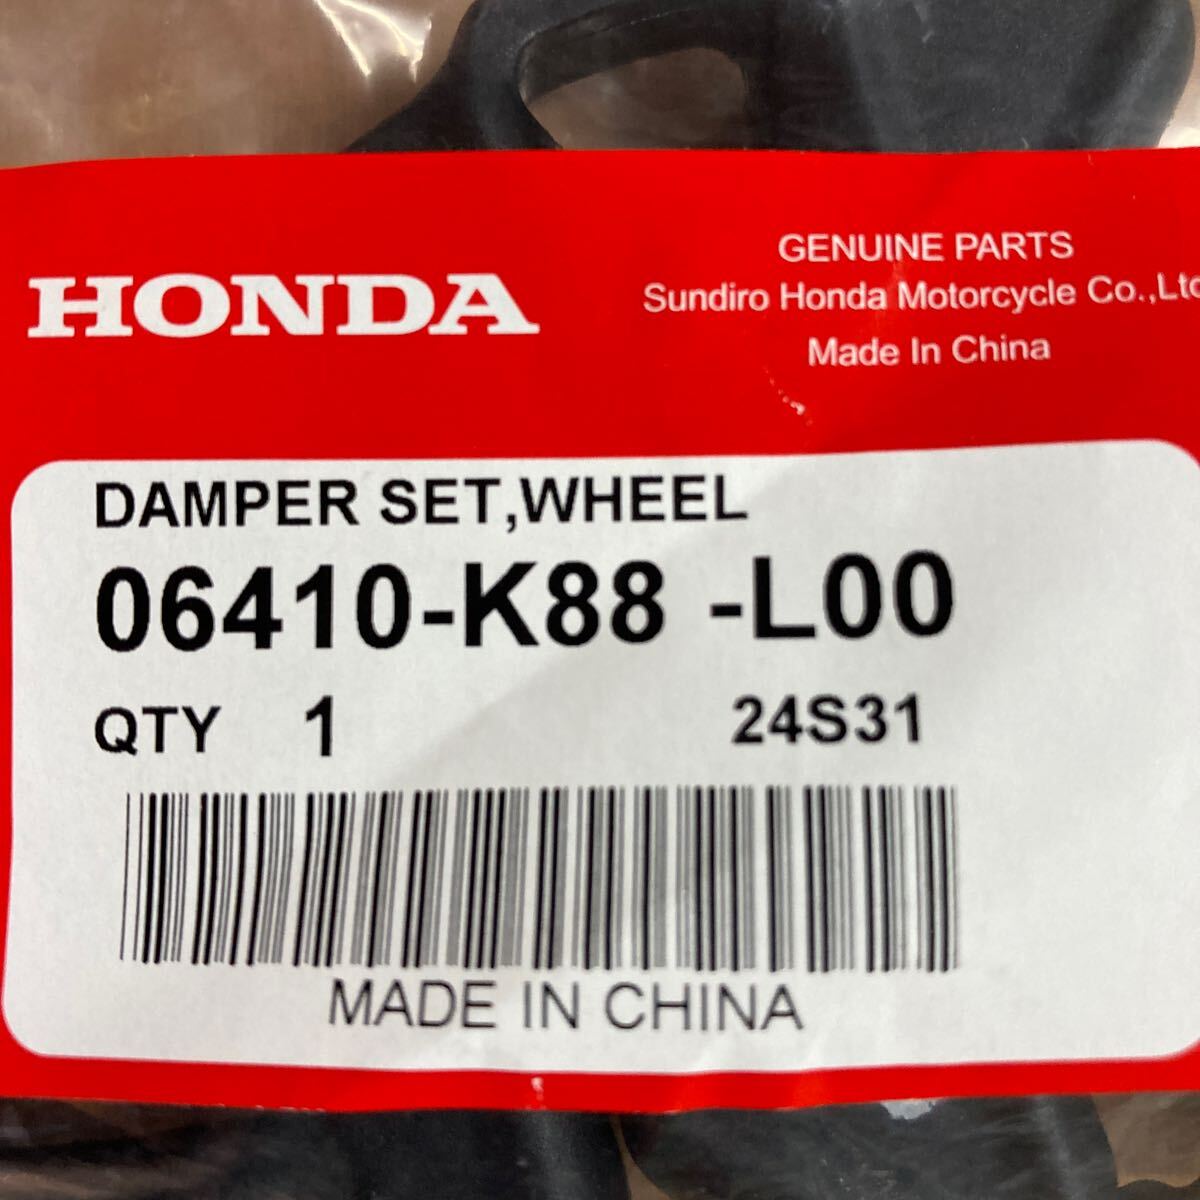 HONDA
GENUINE PARTS
Sundiro Honda Motorcycle Co.,Ltd
Made In China
DAMPER SET,WHEEL
06410-K88 -L00
QTY 1 24S31
MADE IN CHINA